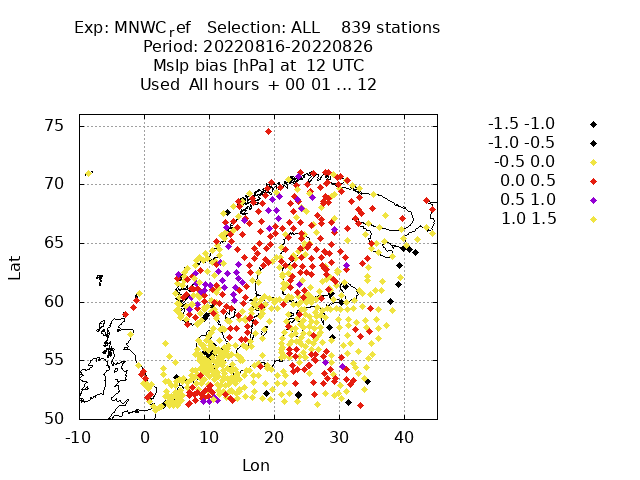 Exp: MNWC_ref Selection: ALL 839 stations
Period: 20220816-20220826
Mslp bias [hPa] at 12 UTC
Used All hours + 00 01 ... 12
75
70
65
60
55
50
-10 0 10 20 30 40
Lat
Lon
-1.5 -1.0
-1.0 -0.5
-0.5 0.0
0.0 0.5
0.5 1.0
1.0 1.5